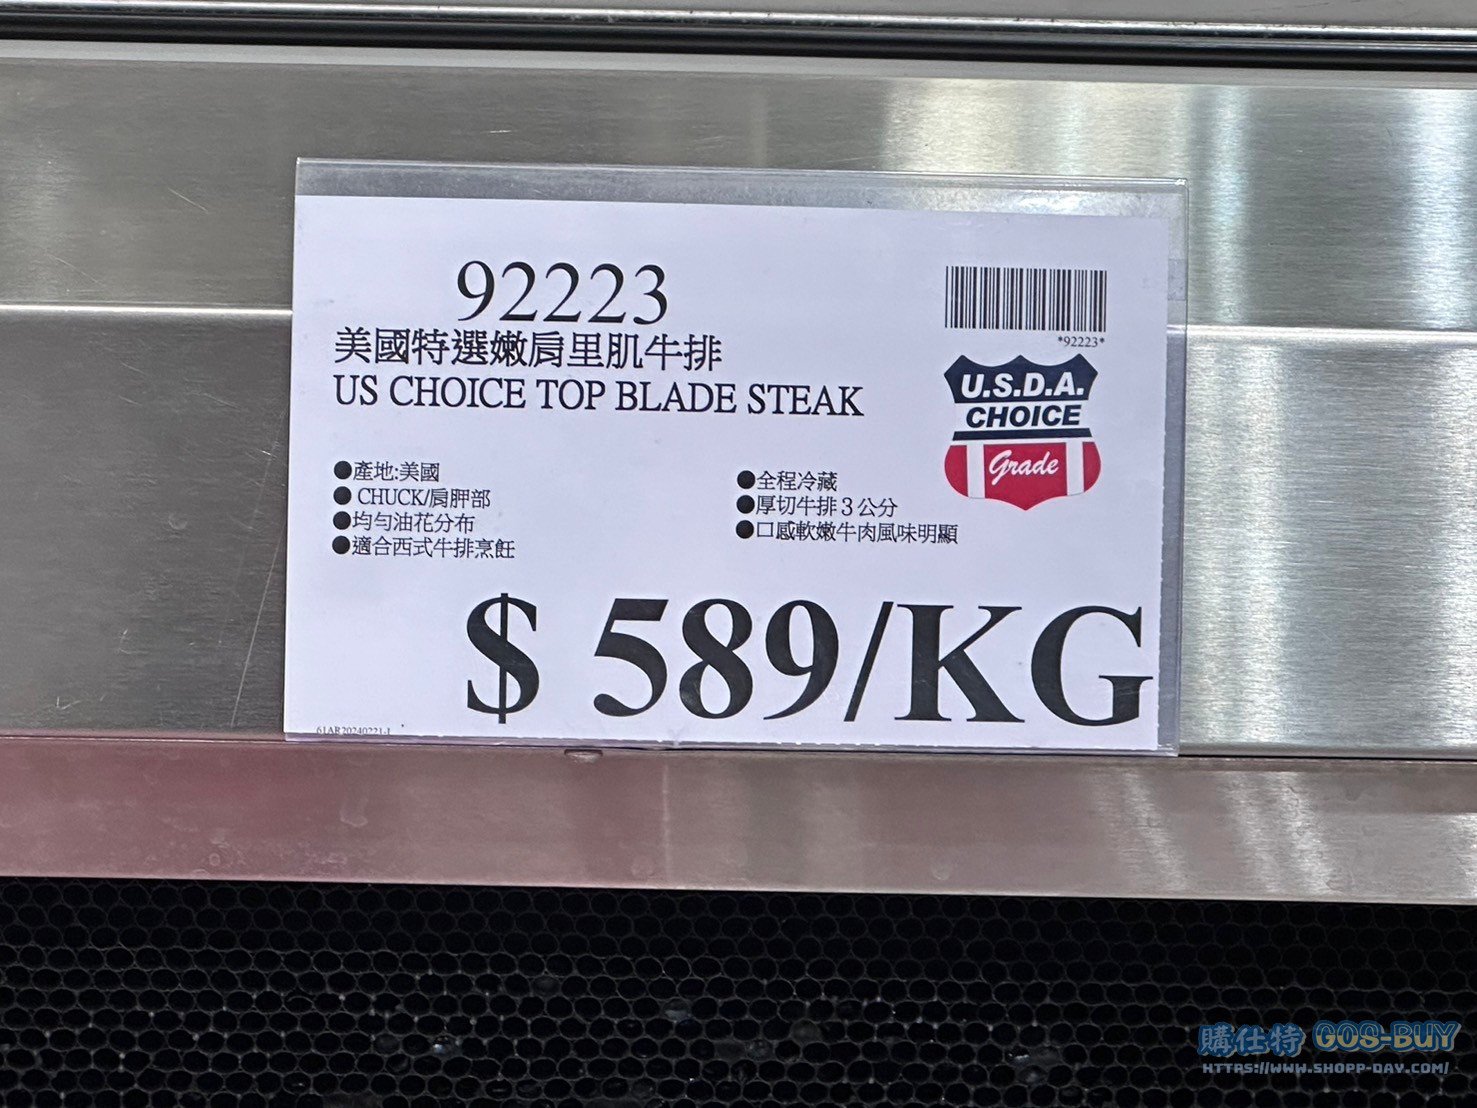 92223
美國特選嫩肩里肌牛排
US CHOICE TOP BLADE STEAK
*92223*
U.S.D.A.
CHOICE
Grade
●產地:美國
●CHUCK/肩胛部
●均勻油花分布
●適合西式牛排烹飪
●全程冷藏
●厚切牛排 3 公分
●口感軟嫩牛肉風味明顯
$ 589/KG
61AR20240221-1
購仕特 GOS-BUY
HTTPS://WWW.SHOPP-DAY.COM/